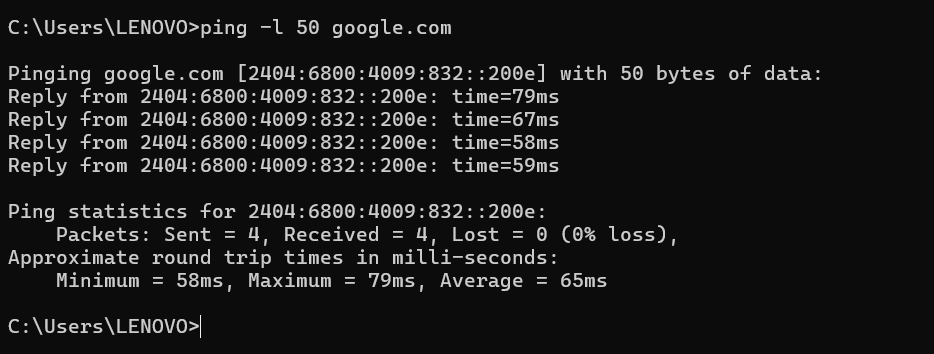 C:\Users\LENOVO>ping -l 50 google.com
Pinging google.com [2404:6800:4009:832::200e] with 50 bytes of data:
Reply from 2404:6800:4009:832::200e: time=79ms
Reply from 2404:6800:4009:832::200e: time=67ms
Reply from 2404:6800:4009:832::200e: time=58ms
Reply from 2404:6800:4009:832::200e: time=59ms
Ping statistics for 2404:6800:4009:832::200e:
    Packets: Sent = 4, Received = 4, Lost = 0 (0% loss),
Approximate round trip times in milli-seconds:
    Minimum = 58ms, Maximum = 79ms, Average = 65ms
C:\Users\LENOVO>